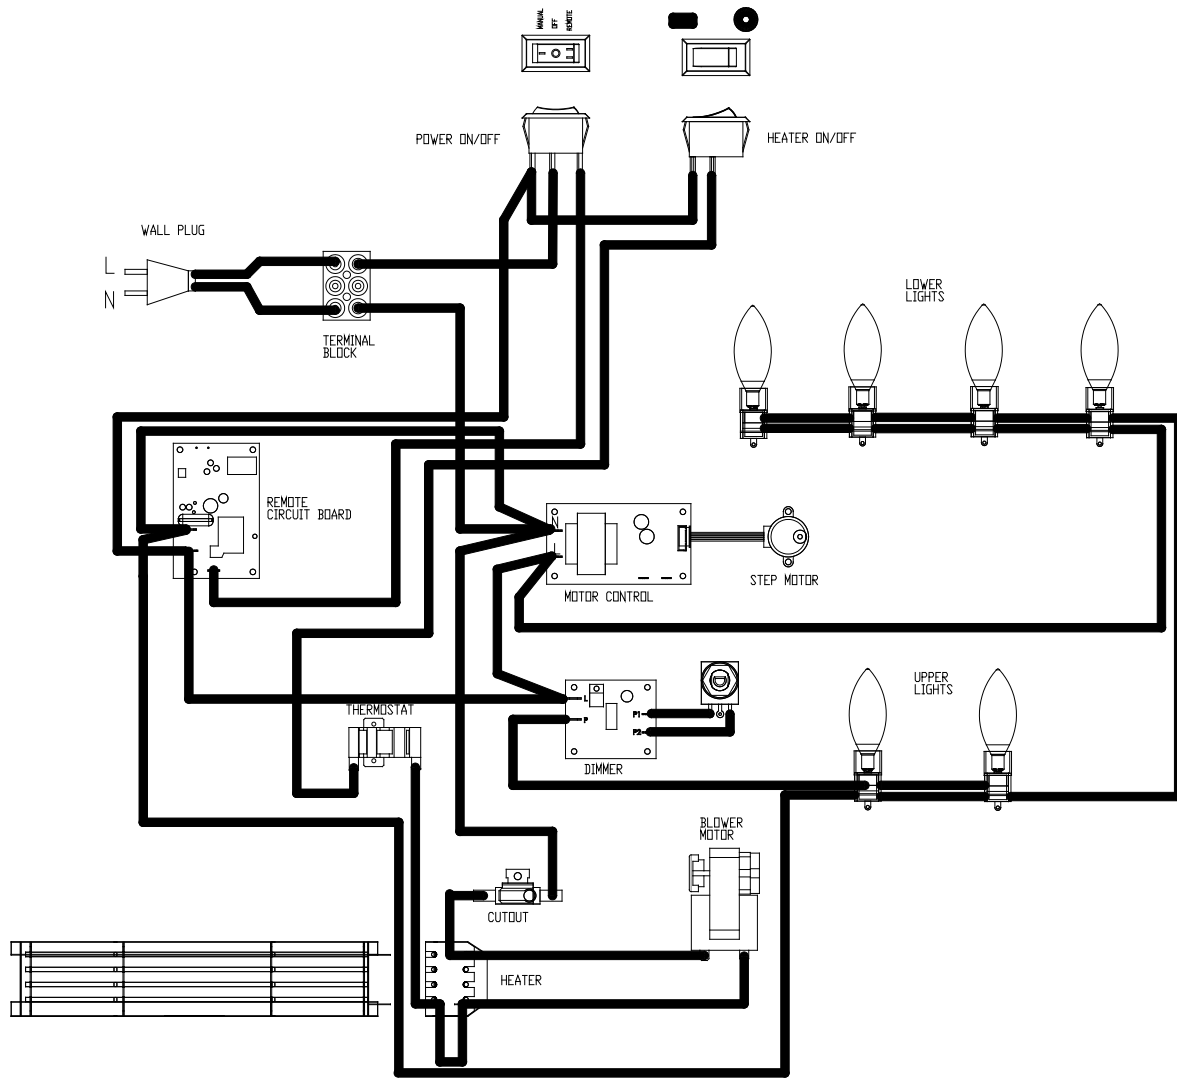 MANUAL
OFF
REMOTE
POWER ON/OFF
HEATER ON/OFF
WALL PLUG
L
N
TERMINAL
BLOCK
LOWER
LIGHTS
REMOTE
CIRCUIT BOARD
N
L
MOTOR CONTROL
STEP MOTOR
UPPER
LIGHTS
THERMOSTAT
L
P
P1
P2
DIMMER
BLOWER
MOTOR
CUTOUT
HEATER